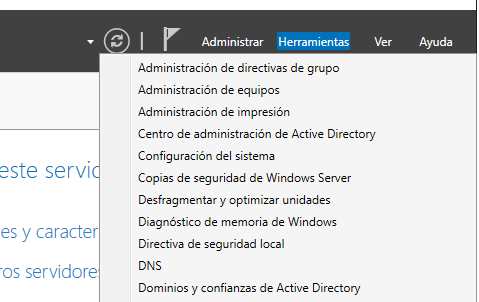 Administrar Herramientas Ver Ayuda
Administración de directivas de grupo
Administración de equipos
Administración de impresión
Centro de administración de Active Directory
Configuración del sistema
Copias de seguridad de Windows Server
Desfragmentar y optimizar unidades
Diagnóstico de memoria de Windows
Directiva de seguridad local
DNS
Dominios y confianzas de Active Directory
este servic
es y caracter
ros servidores